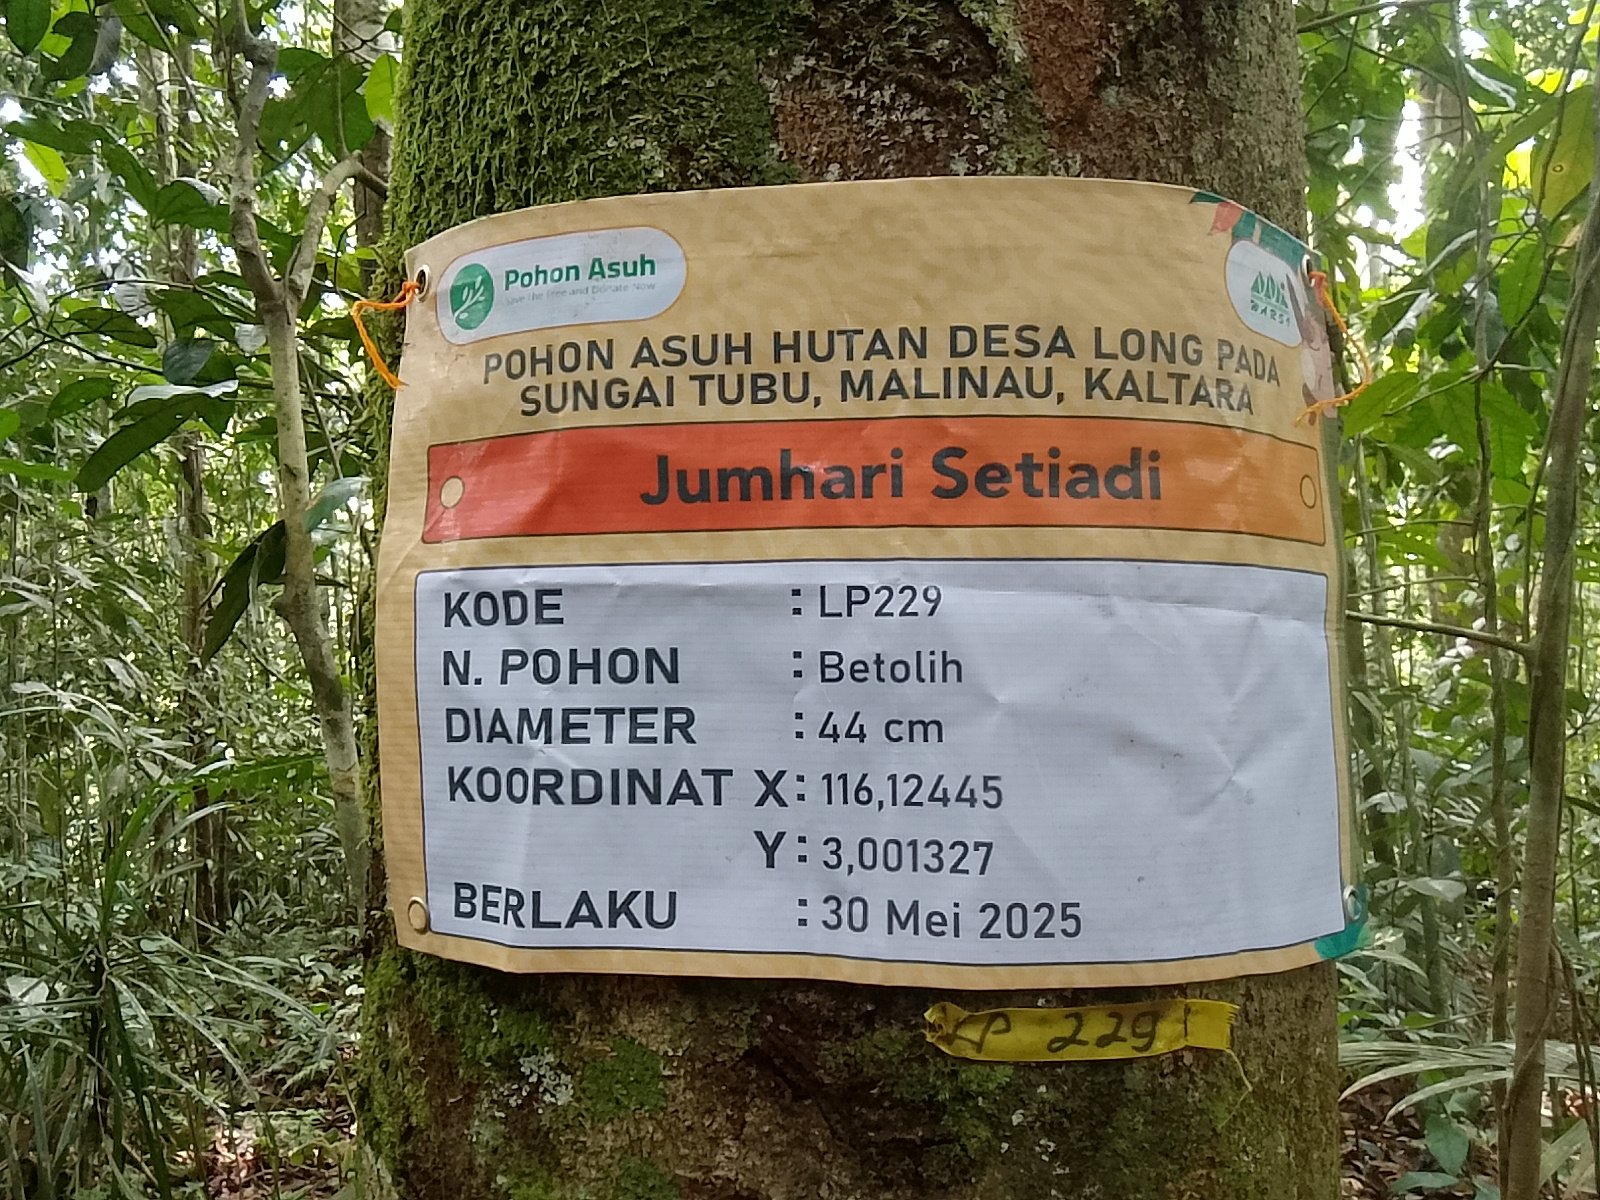 Pohon Asuh
Save the Tree and Donate Now
WARSI
POHON ASUH HUTAN DESA LONG PADA
SUNGAI TUBU, MALINAU, KALTARA
Jumhari Setiadi
KODE : LP229
N. POHON : Betolih
DIAMETER : 44 cm
KOORDINAT X : 116,12445
Y : 3,001327
BERLAKU : 30 Mei 2025
LP 229